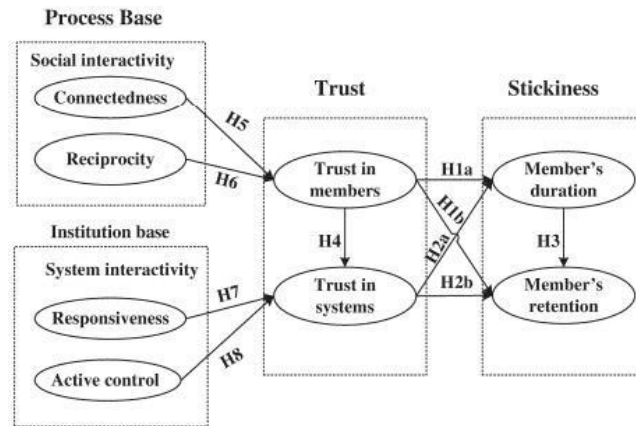 Process Base
Social interactivity
Connectedness
Reciprocity
H5
H6
Institution base
System interactivity
Responsiveness
Active control
H7
H8
Trust
Trust in
members
H4
Trust in
systems
H1a
H1b
H2a
H2b
Stickiness
Member's
duration
H3
Member's
retention